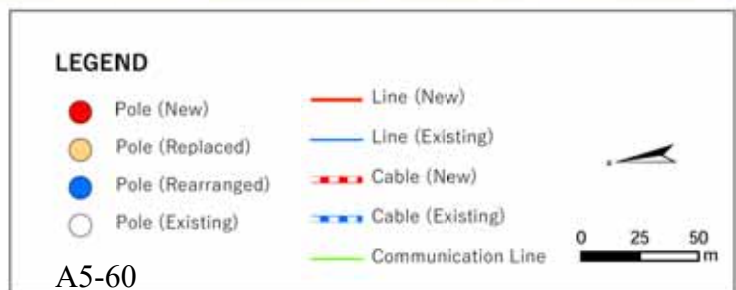 LEGEND
Pole (New)
Pole (Replaced)
Pole (Rearranged)
Pole (Existing)
Line (New)
Line (Existing)
Cable (New)
Cable (Existing)
Communication Line
0 25 50
m
A5-60